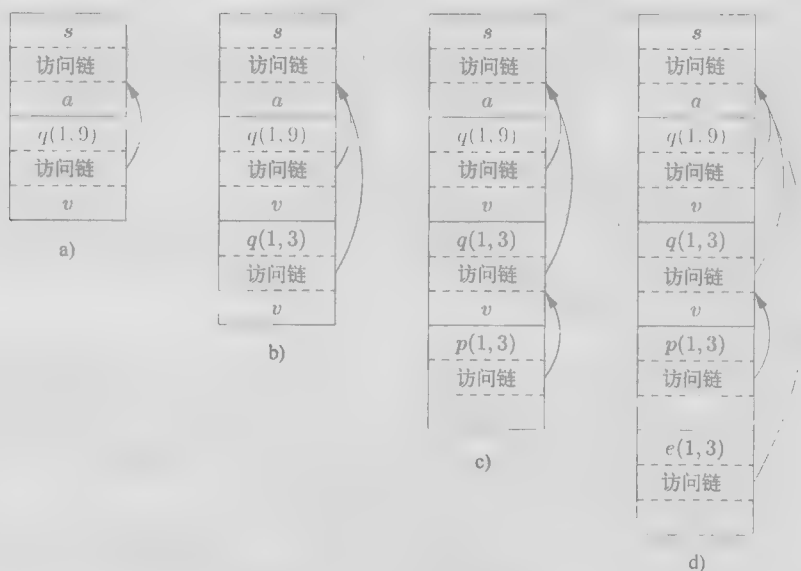 s
访问链
a
q(1,9)
访问链
v
a)
s
访问链
a
q(1,9)
访问链
v
q(1,3)
访问链
v
b)
s
访问链
a
q(1,9)
访问链
v
q(1,3)
访问链
v
p(1,3)
访问链
c)
s
访问链
a
q(1,9)
访问链
v
q(1,3)
访问链
v
p(1,3)
访问链
e(1,3)
访问链
d)